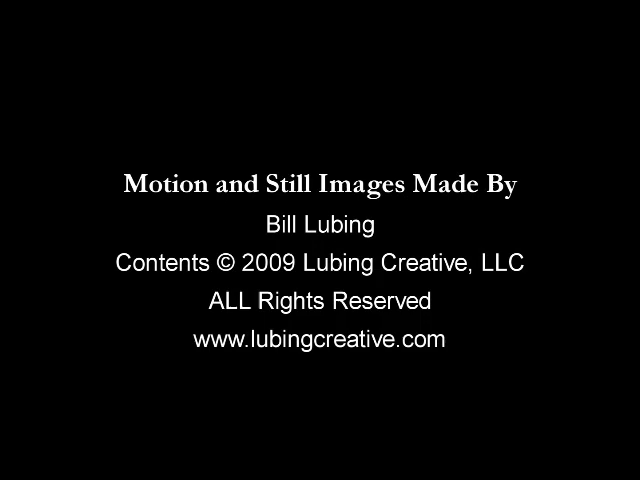 Motion and Still Images Made By
Bill Lubing
Contents © 2009 Lubing Creative, LLC
ALL Rights Reserved
www.lubingcreative.com